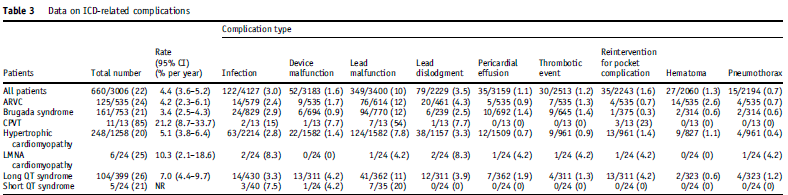 Table 3 Data on ICD-related complications
Complication type
Rate Reintervention
(95% CI) Device Lead Lead Pericardial Thrombotic for pocket
Patients Total number (% per year) Infection malfunction malfunction dislodgment effusion event complication Hematoma Pneumothorax
All patients 660/3006 (22) 4.4 (3.6–5.2) 122/4127 (3.0) 52/3183 (1.6) 349/3400 (10) 79/2229 (3.5) 35/3159 (1.1) 30/2513 (1.2) 35/2243 (1.6) 27/2060 (1.3) 15/2194 (0.7)
ARVC 125/535 (24) 4.2 (2.3–6.1) 14/579 (2.4) 9/535 (1.7) 76/614 (12) 20/461 (4.3) 5/535 (0.9) 7/535 (1.3) 4/535 (0.7) 14/535 (2.6) 4/535 (0.7)
Brugada syndrome 161/753 (21) 3.4 (2.5–4.3) 24/829 (2.9) 6/694 (0.9) 94/770 (12) 6/239 (2.5) 10/692 (1.4) 9/645 (1.4) 1/375 (0.3) 2/314 (0.6) 2/314 (0.6)
CPVT 11/13 (85) 21.2 (8.7–33.7) 2/13 (15) 1/13 (7.7) 7/13 (54) 1/13 (7.7) 0/13 (0) 0/13 (0) 3/13 (23) 0/13 (0) 0/13 (0)
Hypertrophic 248/1258 (20) 5.1 (3.8–6.4) 63/2214 (2.8) 22/1582 (1.4) 124/1582 (7.8) 38/1157 (3.3) 12/1509 (0.7) 9/961 (0.9) 13/961 (1.4) 9/827 (1.1) 4/961 (0.4)
cardiomyopathy
LMNA 6/24 (25) 10.3 (2.1–18.6) 2/24 (8.3) 0/24 (0) 1/24 (4.2) 2/24 (8.3) 1/24 (4.2) 1/24 (4.2) 1/24 (4.2) 0/24 (0) 0/24 (0)
cardiomyopathy
Long QT syndrome 104/399 (26) 7.0 (4.4–9.7) 14/430 (3.3) 13/311 (4.2) 41/362 (11) 12/311 (3.9) 7/362 (1.9) 4/311 (1.3) 13/311 (4.2) 2/323 (0.6) 4/323 (1.2)
Short QT syndrome 5/24 (21) NR 3/40 (7.5) 1/24 (4.2) 7/35 (20) 0/24 (0) 0/24 (0) 0/24 (0) 0/24 (0) 0/24 (0) 0/24 (0)